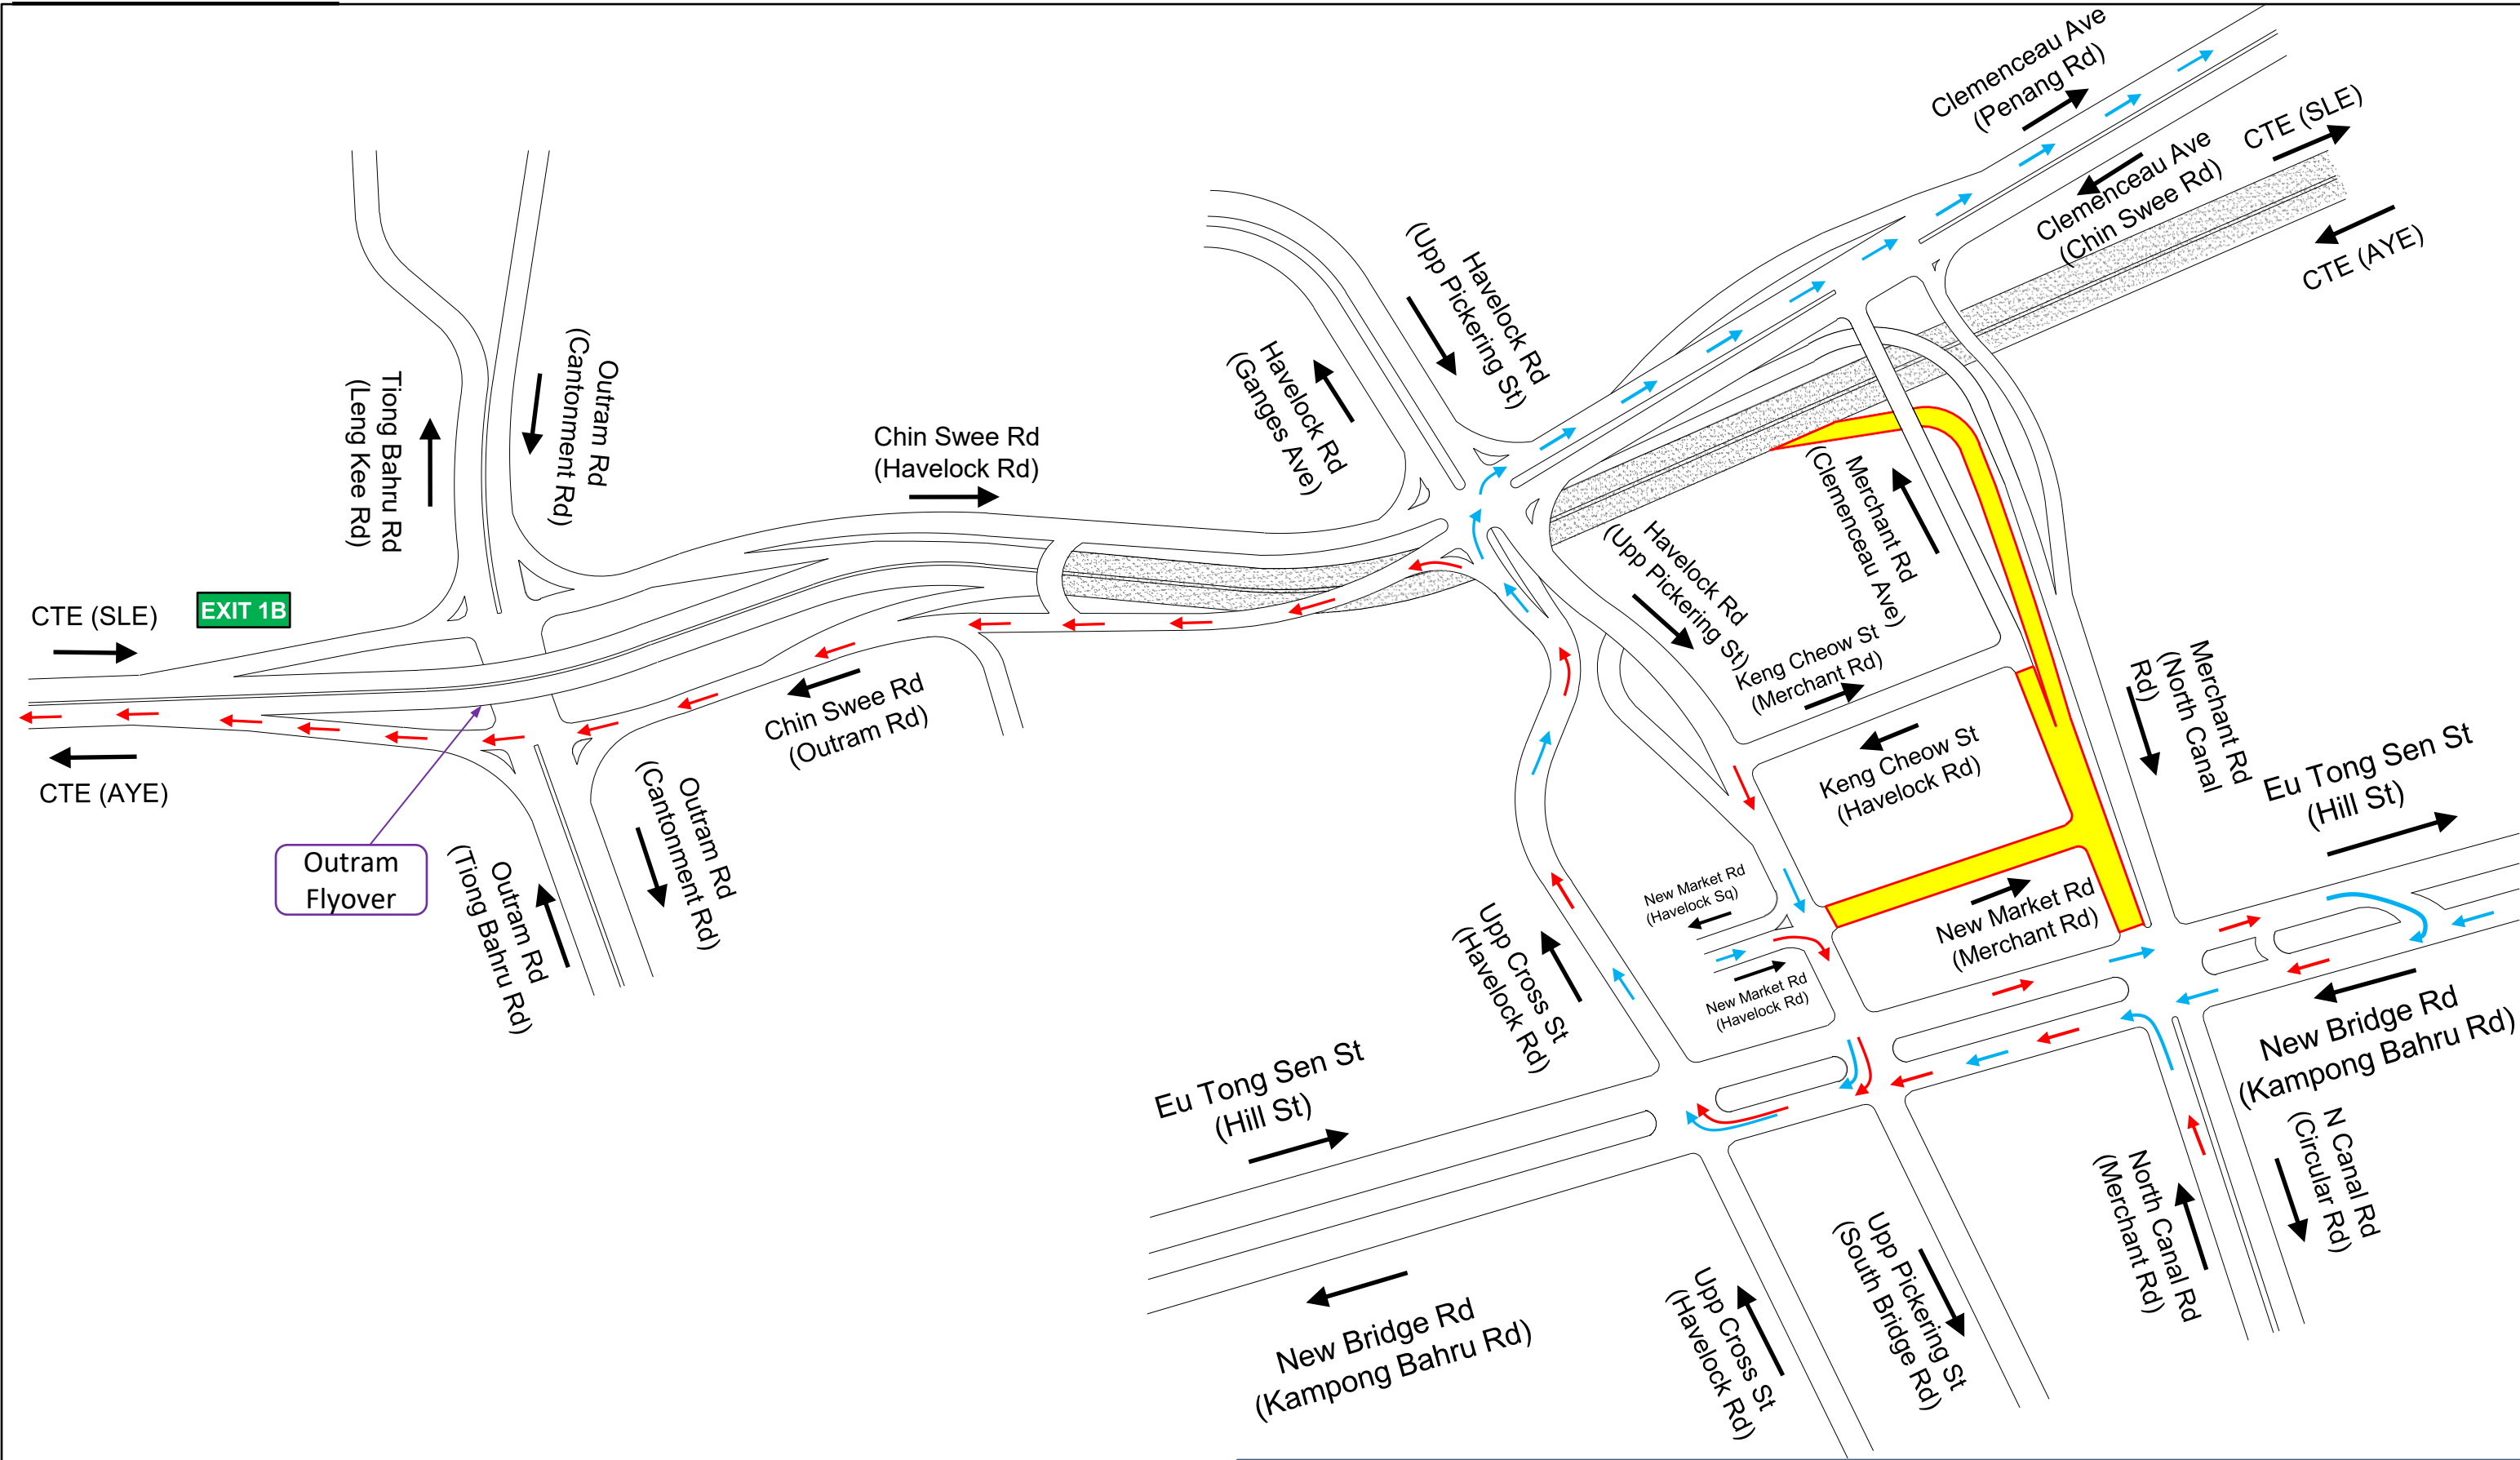 Clemenceau Ave
(Penang Rd)
CTE (SLE)
Clemenceau Ave
(Chin Swee Rd)
CTE (AYE)
Havelock Rd
(Upp Pickering St)
Havelock Rd
(Ganges Ave)
Outram Rd
(Cantonment Rd)
Tiong Bahru Rd
(Leng Kee Rd)
Chin Swee Rd
(Havelock Rd)
Merchant Rd
(Clemenceau Ave)
Havelock Rd
(Upp Pickering St)
CTE (SLE)
EXIT 1B
Keng Cheow St
(Merchant Rd)
Merchant Rd
(North Canal
Rd)
Chin Swee Rd
(Outram Rd)
Keng Cheow St
(Havelock Rd)
Eu Tong Sen St
(Hill St)
CTE (AYE)
Outram
Flyover
Outram Rd
(Cantonment Rd)
Outram Rd
(Tiong Bahru Rd)
New Market Rd
(Havelock Sq)
New Market Rd
(Merchant Rd)
Upp Cross St
(Havelock Rd)
New Market Rd
(Havelock Rd)
New Bridge Rd
(Kampong Bahru Rd)
Eu Tong Sen St
(Hill St)
N Canal Rd
(Circular Rd)
North Canal Rd
(Merchant Rd)
Upp Pickering St
(South Bridge Rd)
Upp Cross St
(Havelock Rd)
New Bridge Rd
(Kampong Bahru Rd)